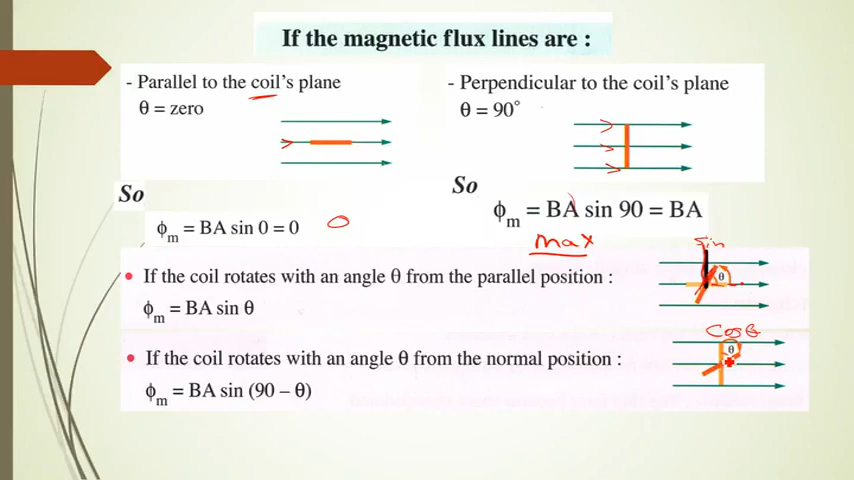 If the magnetic flux lines are :
- Parallel to the coil's plane
θ = zero
- Perpendicular to the coil's plane
θ = 90°
So
ϕm = BA sin 0 = 0
0
So
ϕm = BA sin 90 = BA
max
• If the coil rotates with an angle θ from the parallel position :
ϕm = BA sin θ
sin
θ
• If the coil rotates with an angle θ from the normal position :
ϕm = BA sin (90 – θ)
Cosθ
θ